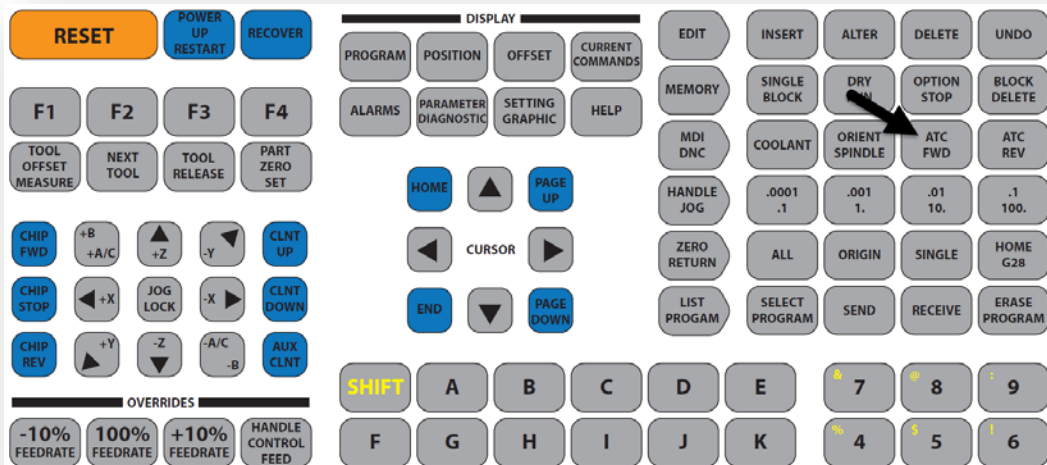 RESET
POWER
UP
RESTART
RECOVER
F1
F2
F3
F4
TOOL
OFFSET
MEASURE
NEXT
TOOL
TOOL
RELEASE
PART
ZERO
SET
CHIP
FWD
+B
+A/C
+Z
-Y
CLNT
UP
CHIP
STOP
+X
JOG
LOCK
-X
CLNT
DOWN
CHIP
REV
+Y
-Z
-A/C
-B
AUX
CLNT
OVERRIDES
-10%
FEEDRATE
100%
FEEDRATE
+10%
FEEDRATE
HANDLE
CONTROL
FEED
DISPLAY
PROGRAM
POSITION
OFFSET
CURRENT
COMMANDS
ALARMS
PARAMETER
DIAGNOSTIC
SETTING
GRAPHIC
HELP
HOME
PAGE
UP
CURSOR
END
PAGE
DOWN
EDIT
INSERT
ALTER
DELETE
UNDO
MEMORY
SINGLE
BLOCK
DRY
OPTION
STOP
BLOCK
DELETE
MDI
DNC
COOLANT
ORIENT
SPINDLE
ATC
FWD
ATC
REV
HANDLE
JOG
.0001
.1
.001
1.
.01
10.
.1
100.
ZERO
RETURN
ALL
ORIGIN
SINGLE
HOME
G28
LIST
PROGAM
SELECT
PROGRAM
SEND
RECEIVE
ERASE
PROGRAM
SHIFT
A
B
C
D
E
F
G
H
I
J
K
& 7
@ 8
: 9
% 4
$ 5
! 6